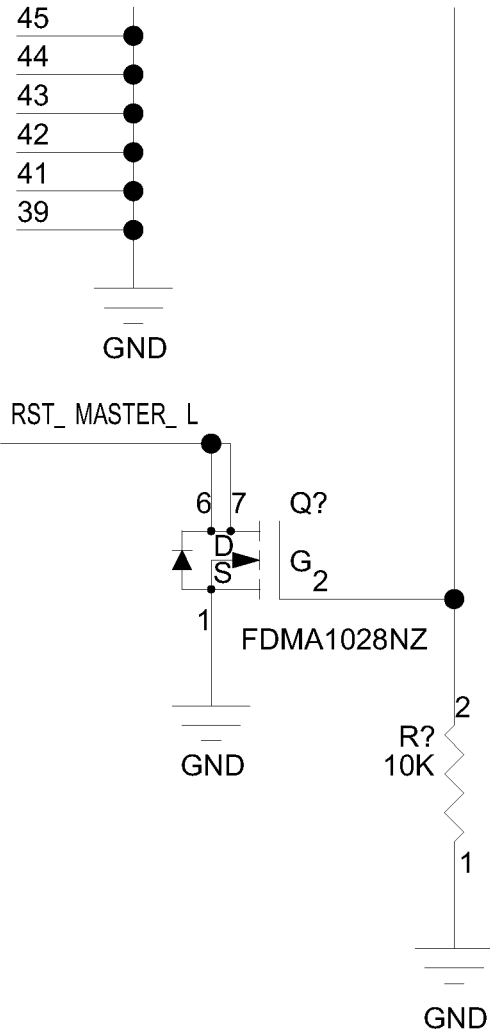 45
44
43
42
41
39
GND
RST_ MASTER_ L
6 7 Q?
D
G
S
2
1
FDMA1028NZ
2
R?
GND
10K
1
GND